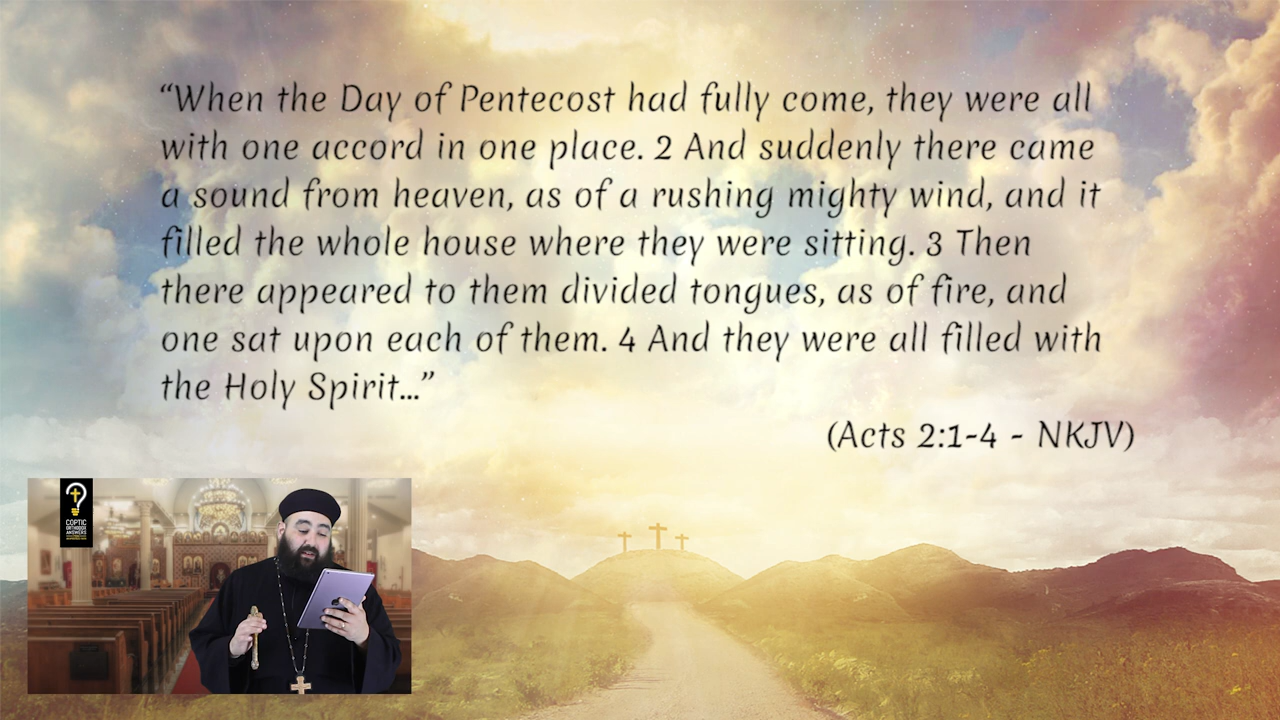 “When the Day of Pentecost had fully come, they were all
with one accord in one place. 2 And suddenly there came
a sound from heaven, as of a rushing mighty wind, and it
filled the whole house where they were sitting. 3 Then
there appeared to them divided tongues, as of fire, and
one sat upon each of them. 4 And they were all filled with
the Holy Spirit...”
(Acts 2:1-4 - NKJV)
COPTIC
ORTHODOX
ANSWERS